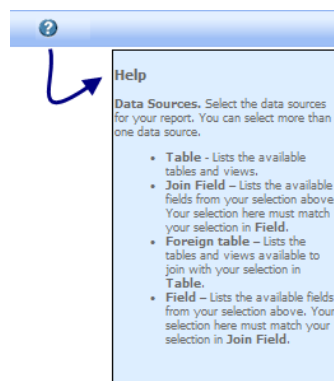 ?
Help
Data Sources. Select the data sources
for your report. You can select more than
one data source.
• Table - Lists the available
tables and views.
• Join Field – Lists the available
fields from your selection above
Your selection here must match
your selection in Field.
• Foreign table – Lists the
tables and views available to
join with your selection in
Table.
• Field – Lists the available fields
from your selection above. Your
selection here must match your
selection in Join Field.